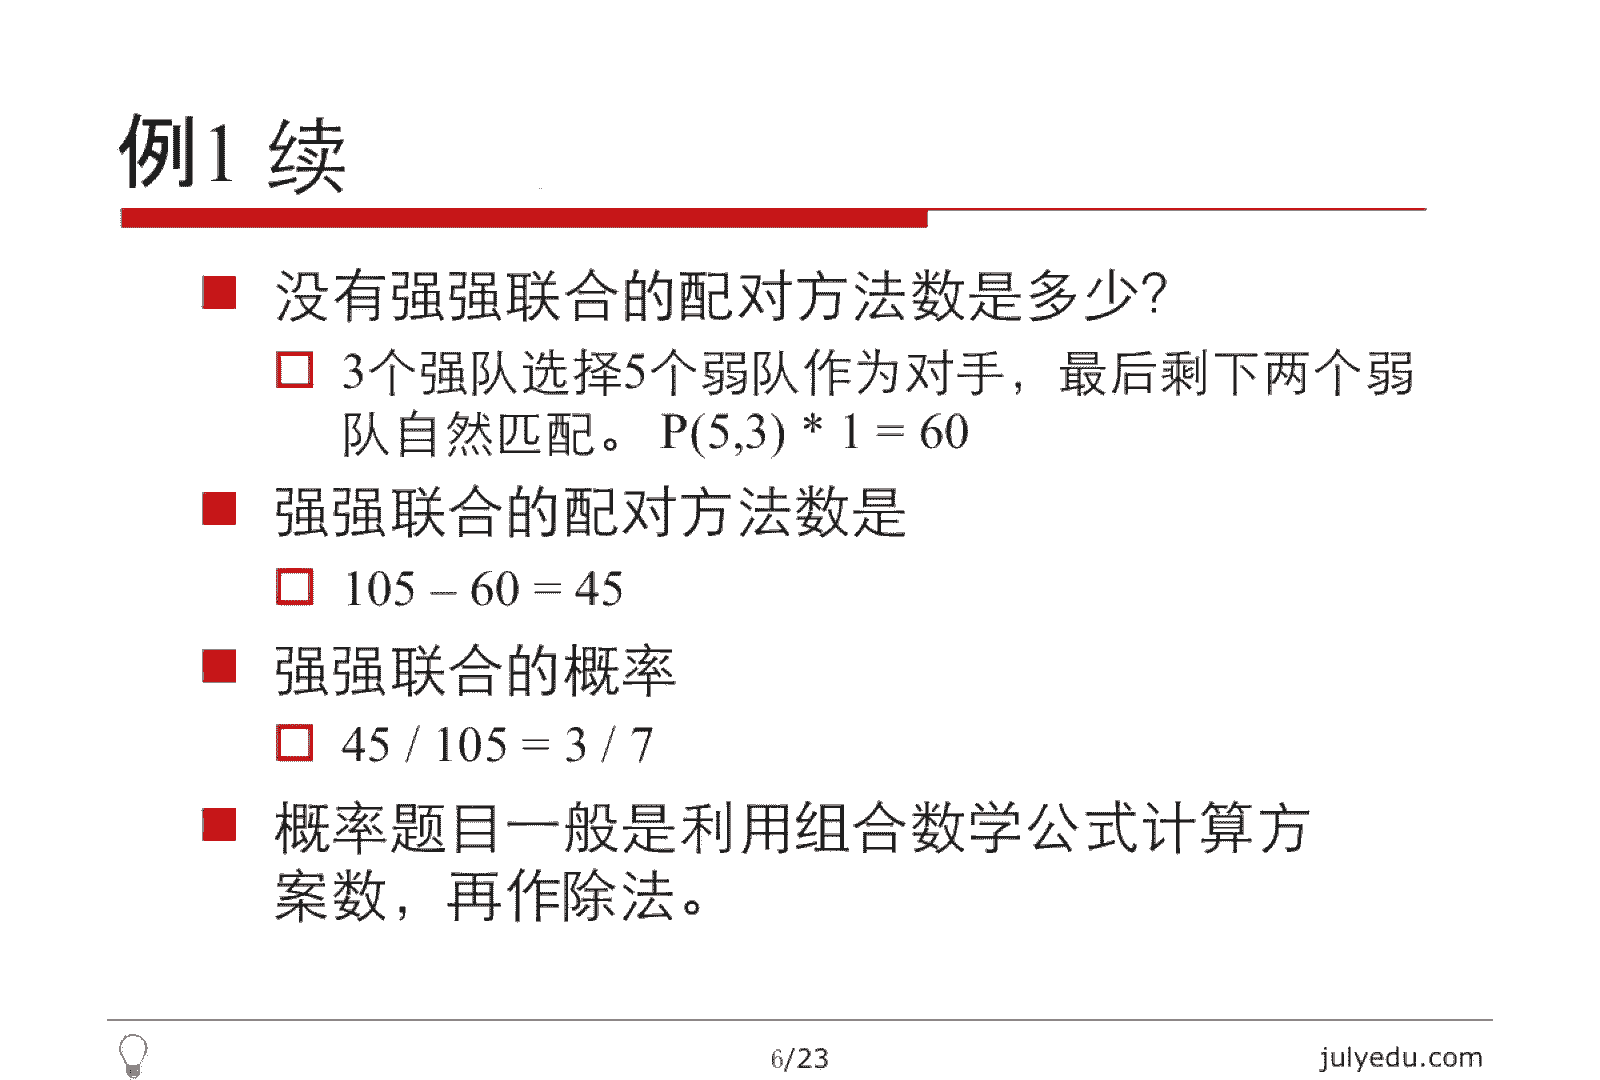 例1 续
没有强强联合的配对方法数是多少?
3个强队选择5个弱队作为对手，最后剩下两个弱
队自然匹配。 P(5,3) * 1 = 60
强强联合的配对方法数是
105 – 60 = 45
强强联合的概率
45 / 105 = 3 / 7
概率题目一般是利用组合数学公式计算方
案数，再作除法。
6/23
julyedu.com